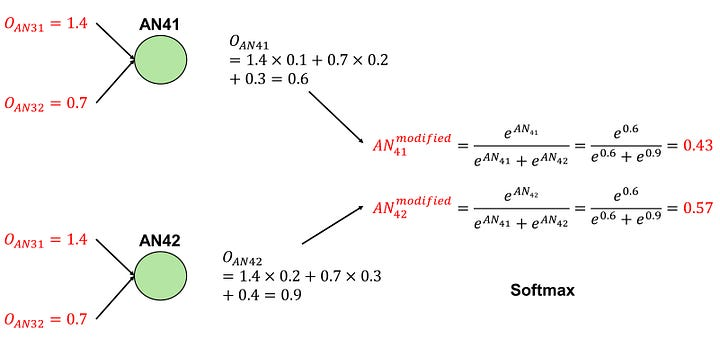 O_{AN31} = 1.4
AN41
O_{AN32} = 0.7
O_{AN41}
= 1.4 × 0.1 + 0.7 × 0.2
+ 0.3 = 0.6
AN_{41}^{modified} = \frac{e^{AN_{41}}}{e^{AN_{41}} + e^{AN_{42}}} = \frac{e^{0.6}}{e^{0.6} + e^{0.9}} = 0.43
AN_{42}^{modified} = \frac{e^{AN_{42}}}{e^{AN_{41}} + e^{AN_{42}}} = \frac{e^{0.6}}{e^{0.6} + e^{0.9}} = 0.57
O_{AN31} = 1.4
AN42
O_{AN32} = 0.7
O_{AN42}
= 1.4 × 0.2 + 0.7 × 0.3
+ 0.4 = 0.9
Softmax